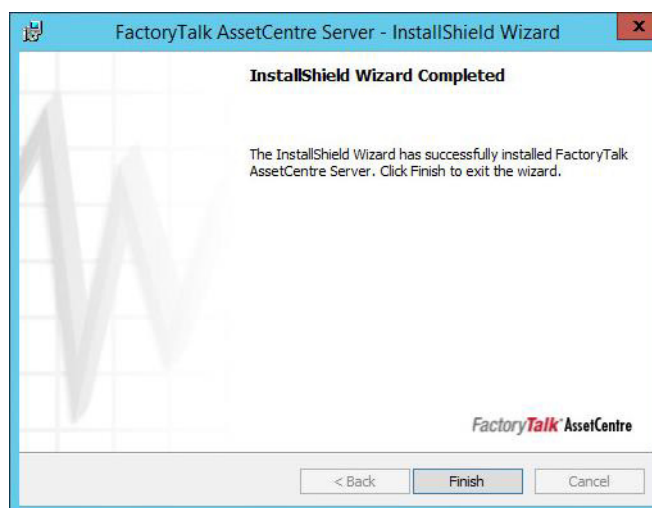 FactoryTalk AssetCentre Server - InstallShield Wizard
x
InstallShield Wizard Completed
The InstallShield Wizard has successfully installed FactoryTalk
AssetCentre Server. Click Finish to exit the wizard.
FactoryTalk AssetCentre
< Back
Finish
Cancel